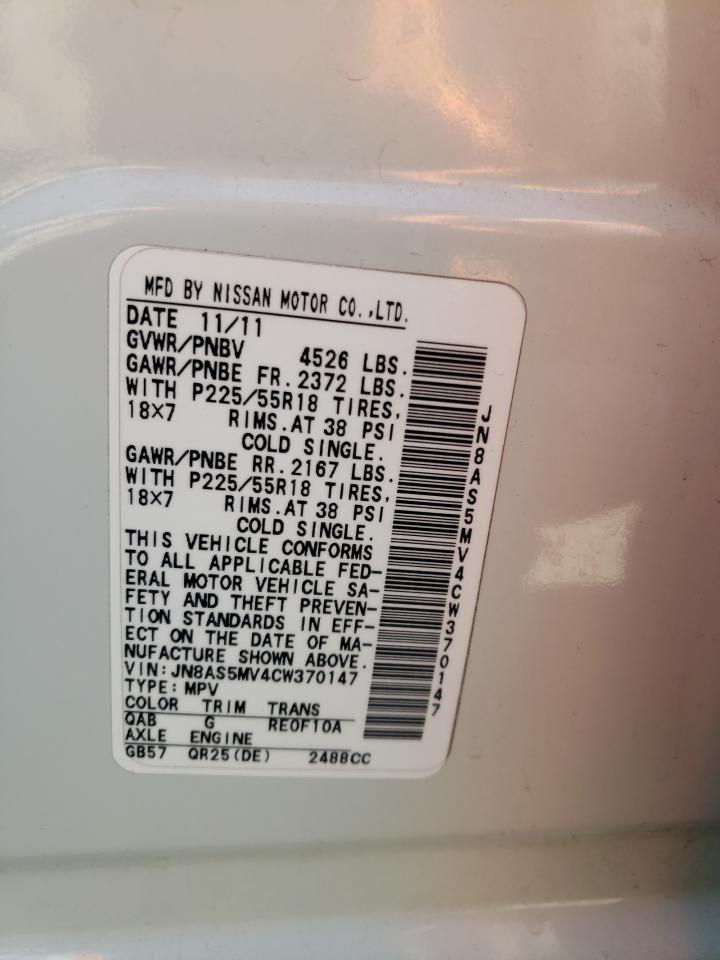 MFD BY NISSAN MOTOR CO.,LTD.
DATE 11/11
GVWR/PNBV 4526 LBS.
GAWR/PNBE FR. 2372 LBS.
WITH P225/55R18 TIRES,
18X7 RIMS.AT 38 PSI
COLD SINGLE.
GAWR/PNBE RR. 2167 LBS.
WITH P225/55R18 TIRES,
18X7 RIMS.AT 38 PSI
COLD SINGLE.
THIS VEHICLE CONFORMS
TO ALL APPLICABLE FED-
ERAL MOTOR VEHICLE SA-
FETY AND THEFT PREVEN-
TION STANDARDS IN EFF-
ECT ON THE DATE OF MA-
NUFACTURE SHOWN ABOVE.
VIN: JN8AS5MV4CW370147
TYPE: MPV
COLOR TRIM TRANS
QAB G RE0F10A
AXLE ENGINE
GB57 QR25(DE) 2488CC
JN8AS5MV4CW370147